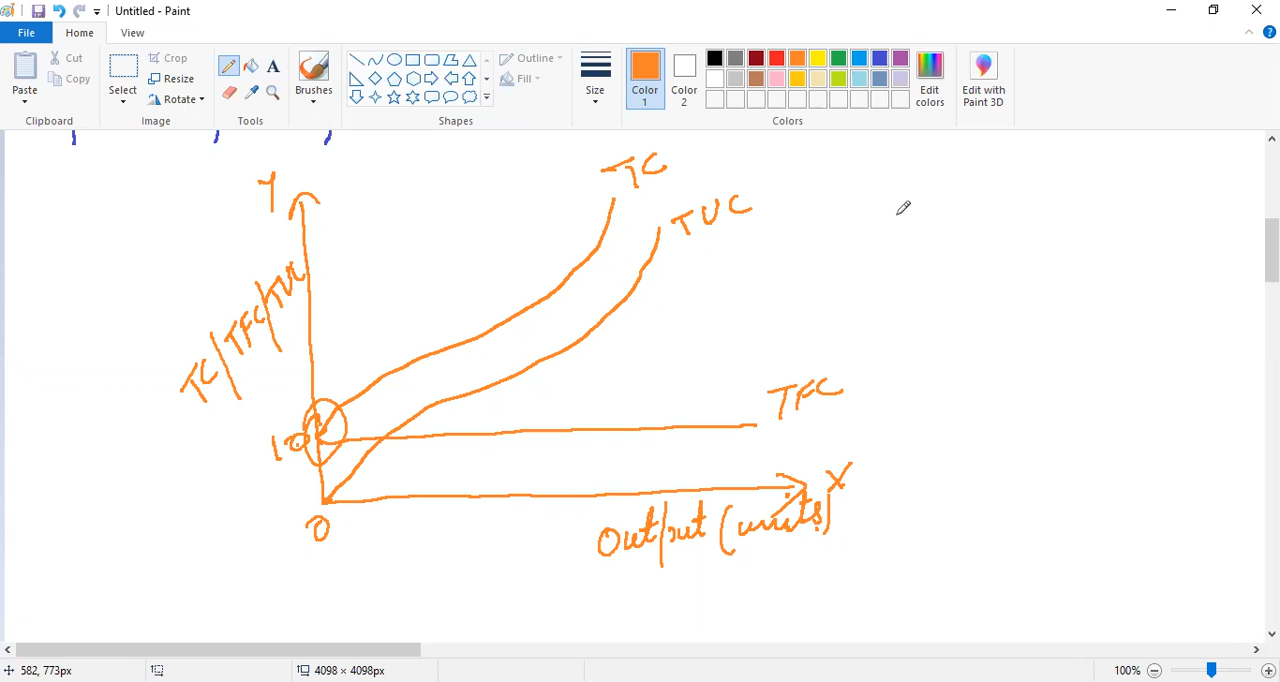 Untitled - Paint
File Home View
Paste
Cut
Copy
Clipboard
Select
Crop
Resize
Rotate
Image
Tools
Brushes
Shapes
Outline
Fill
Size
Color 1
Color 2
Colors
Edit colors
Edit with Paint 3D
Y
TC
TVC
TC/TFC/TVC
TFC
10
X
O
Output (units)
582, 773px
4098 × 4098px
100%